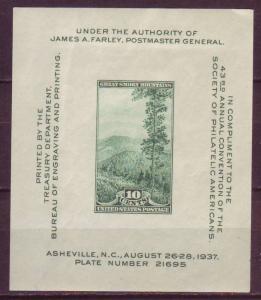 UNDER THE AUTHORITY OF
JAMES A. FARLEY, POSTMASTER GENERAL.
PRINTED BY THE
TREASURY DEPARTMENT,
BUREAU OF ENGRAVING AND PRINTING.
GREAT SMOKY MOUNTAINS
10
CENTS
UNITED STATES POSTAGE
IN COMPLIMENT TO THE
43RD ANNUAL CONVENTION OF THE
SOCIETY OF PHILATELIC AMERICANS
ASHEVILLE, N.C., AUGUST 26-28, 1937.
PLATE NUMBER 21695